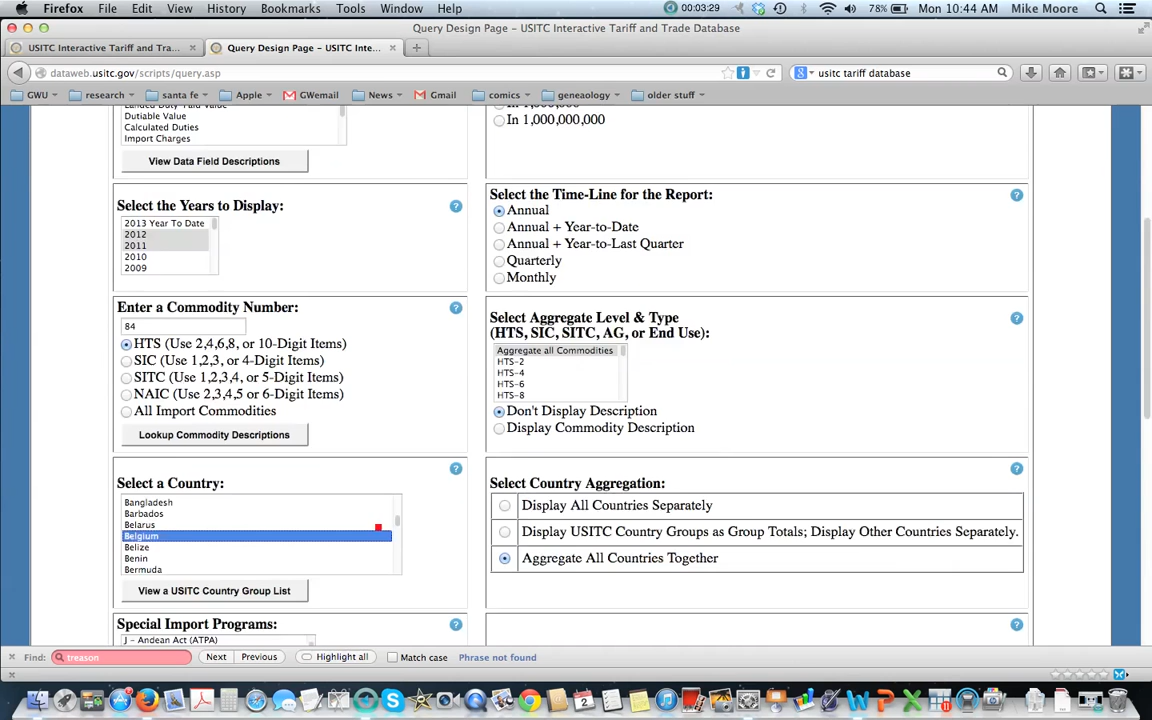 Firefox File Edit View History Bookmarks Tools Window Help 00:03:29 78% Mon 10:44 AM Mike Moore
Query Design Page – USITC Interactive Tariff and Trade Database
USITC Interactive Tariff and Tra... Query Design Page – USITC Inte...
dataweb.usitc.gov/scripts/query.asp usitc tariff database
GWU research santa fe Apple GWemail News Gmail comics geneaology older stuff
Landed Duty-Paid Value
Dutiable Value
Calculated Duties
Import Charges
View Data Field Descriptions
In 1,000,000
In 1,000,000,000
Select the Years to Display:
2013 Year To Date
2012
2011
2010
2009
Select the Time-Line for the Report:
Annual
Annual + Year-to-Date
Annual + Year-to-Last Quarter
Quarterly
Monthly
Enter a Commodity Number:
84
HTS (Use 2,4,6,8, or 10-Digit Items)
SIC (Use 1,2,3, or 4-Digit Items)
SITC (Use 1,2,3,4, or 5-Digit Items)
NAIC (Use 2,3,4,5 or 6-Digit Items)
All Import Commodities
Lookup Commodity Descriptions
Select Aggregate Level & Type
(HTS, SIC, SITC, AG, or End Use):
Aggregate all Commodities
HTS-2
HTS-4
HTS-6
HTS-8
Don't Display Description
Display Commodity Description
Select a Country:
Bangladesh
Barbados
Belarus
Belgium
Belize
Benin
Bermuda
View a USITC Country Group List
Select Country Aggregation:
Display All Countries Separately
Display USITC Country Groups as Group Totals; Display Other Countries Separately.
Aggregate All Countries Together
Special Import Programs:
J – Andean Act (ATPA)
Find: treason Next Previous Highlight all Match case Phrase not found